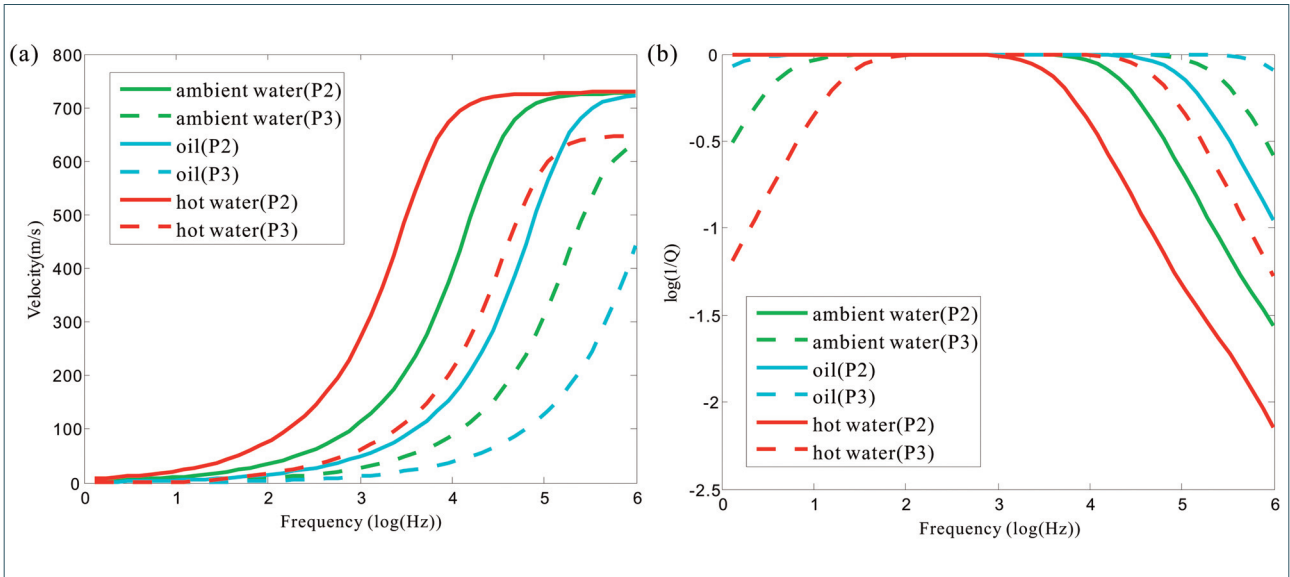 (a)
800
700
600
500
400
300
200
100
0
Velocity(m/s)
ambient water(P2)
ambient water(P3)
oil(P2)
oil(P3)
hot water(P2)
hot water(P3)
0 1 2 3 4 5 6
Frequency (log(Hz))
(b)
0
-0.5
-1
-1.5
-2
-2.5
log(1/Q)
ambient water(P2)
ambient water(P3)
oil(P2)
oil(P3)
hot water(P2)
hot water(P3)
0 1 2 3 4 5 6
Frequency (log(Hz))